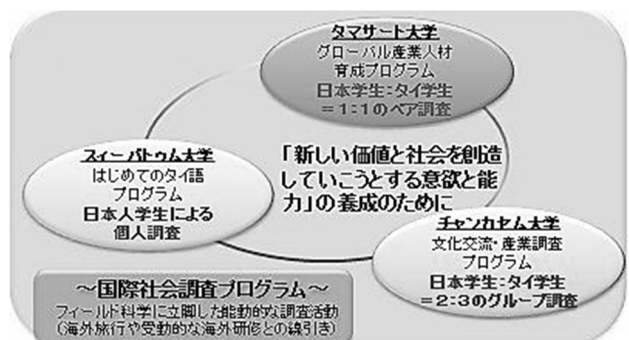 タマサート大学
グローバル産業人材
育成プログラム
日本学生:タイ学生
=1:1のペア調査
「新しい価値と社会を創造
していこうとする意欲と能
力」の養成のために
スィーパトゥム大学
はじめてのタイ語
プログラム
日本人学生による
個人調査
チャンカセム大学
文化交流・産業調査
プログラム
日本学生:タイ学生
=2:3のグループ調査
～国際社会調査プログラム～
フィールド科学に立脚した能動的な調査活動
(海外旅行や受動的な海外研修との線引き)